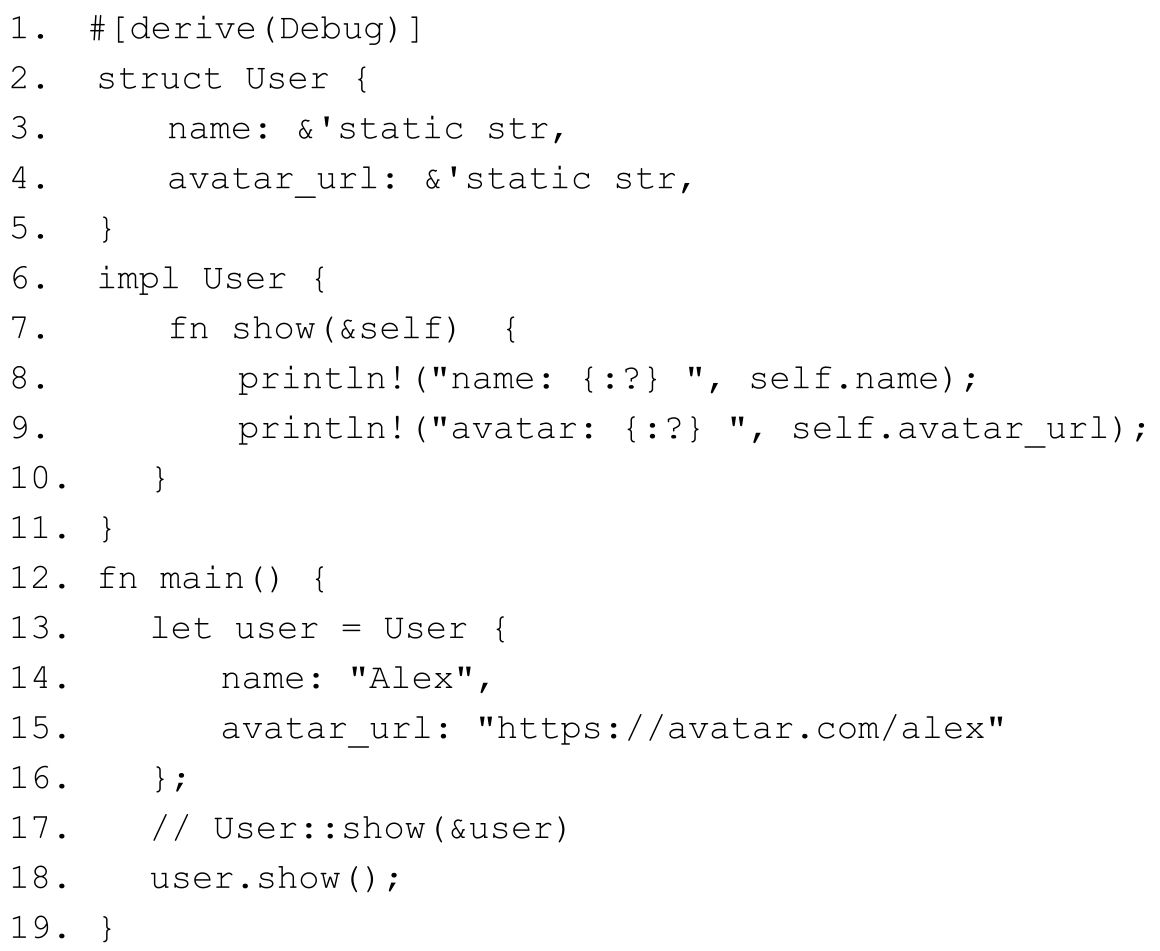 1. #[derive(Debug)]
2. struct User {
3.     name: &'static str,
4.     avatar_url: &'static str,
5. }
6. impl User {
7.     fn show(&self)  {
8.         println!("name: {:?} ", self.name);
9.         println!("avatar: {:?} ", self.avatar_url);
10.    }
11. }
12. fn main() {
13.    let user = User {
14.        name: "Alex",
15.        avatar_url: "https://avatar.com/alex"
16.    };
17.    // User::show(&user)
18.    user.show();
19. }